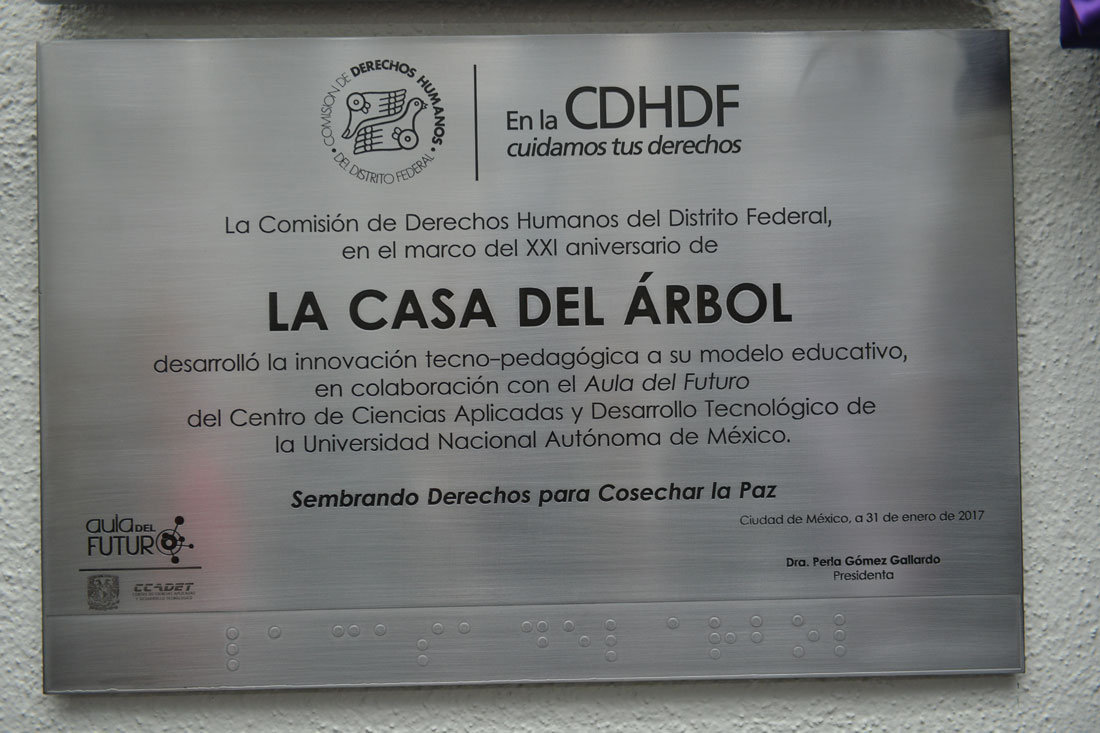 COMISIÓN DE DERECHOS HUMANOS
DEL DISTRITO FEDERAL
En la CDHDF
cuidamos tus derechos
La Comisión de Derechos Humanos del Distrito Federal,
en el marco del XXI aniversario de
LA CASA DEL ÁRBOL
desarrolló la innovación tecno-pedagógica a su modelo educativo,
en colaboración con el Aula del Futuro
del Centro de Ciencias Aplicadas y Desarrollo Tecnológico de
la Universidad Nacional Autónoma de México.
Sembrando Derechos para Cosechar la Paz
Ciudad de México, a 31 de enero de 2017
Dra. Perla Gómez Gallardo
Presidenta
aula DEL
FUTURO
CCADET